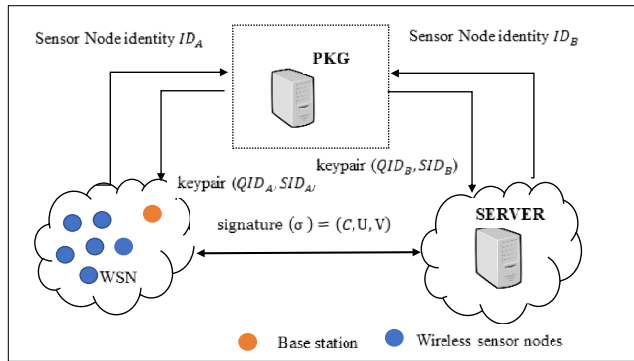 Sensor Node identity ID_A
Sensor Node identity ID_B
PKG
keypair (QID_B, SID_B)
keypair (QID_A, SID_A,
signature (σ) = (C, U, V)
SERVER
WSN
Base station
Wireless sensor nodes